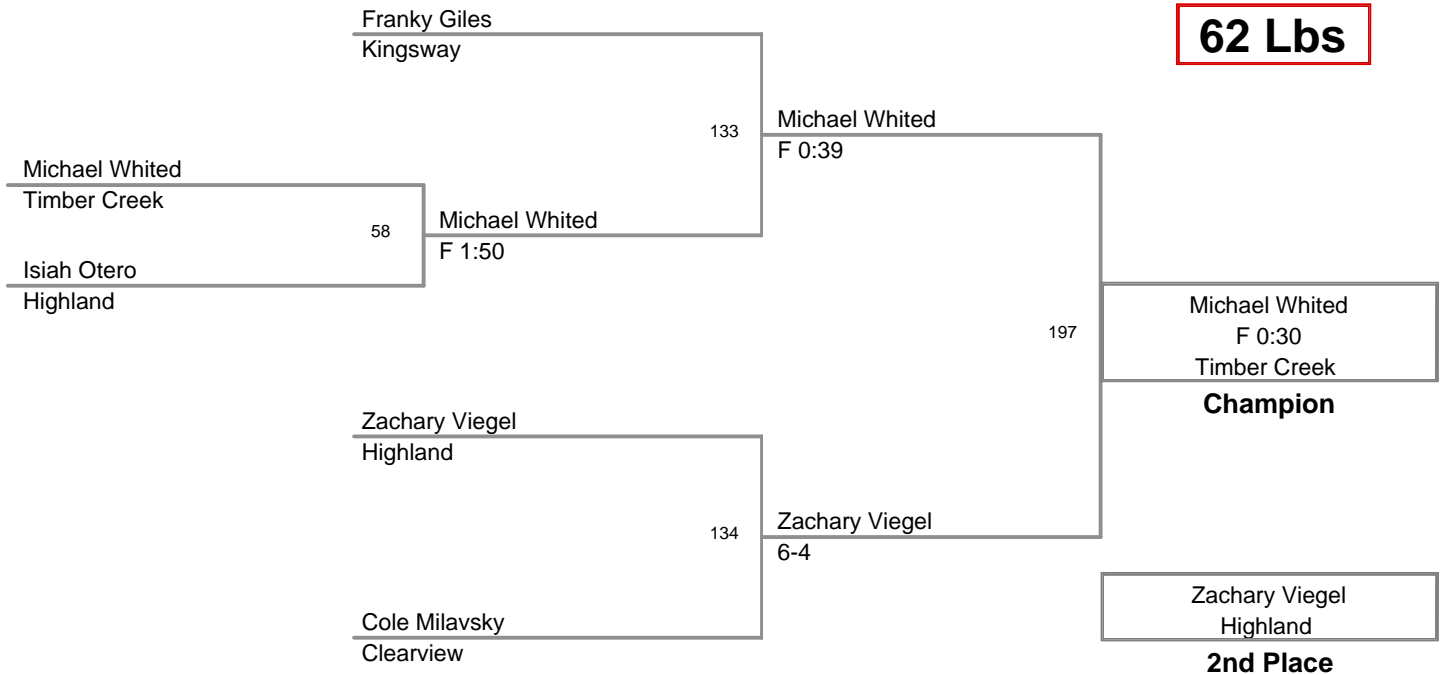 Franky Giles
Kingsway
62 Lbs
133
Michael Whited
F 0:39
Michael Whited
Timber Creek
58
Michael Whited
F 1:50
Isiah Otero
Highland
197
Michael Whited
F 0:30
Timber Creek
Champion
Zachary Viegel
Highland
134
Zachary Viegel
6-4
Cole Milavsky
Clearview
Zachary Viegel
Highland
2nd Place